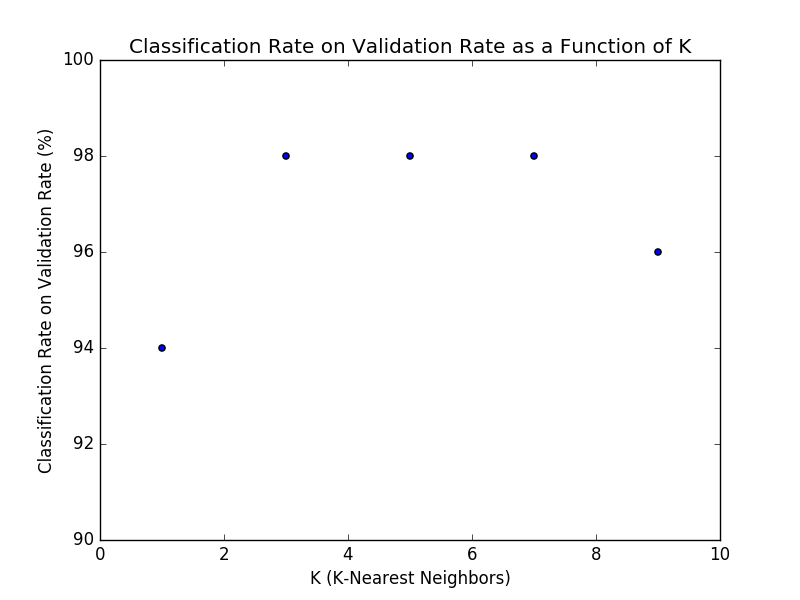 Classification Rate on Validation Rate as a Function of K
100
98
96
94
92
90
Classification Rate on Validation Rate (%)
0 2 4 6 8 10
K (K-Nearest Neighbors)